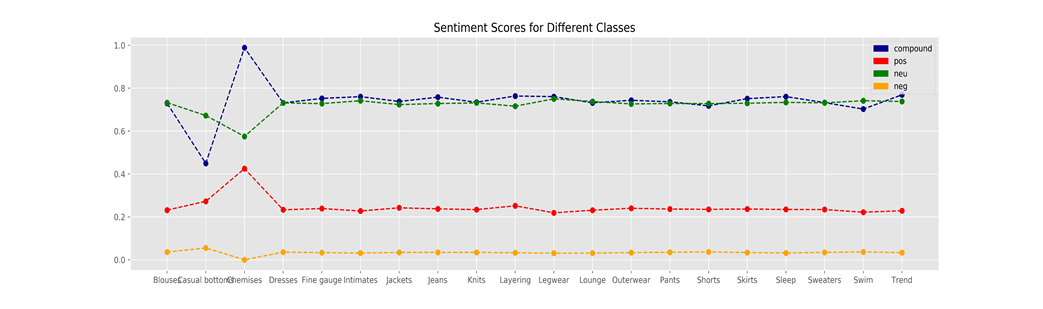 Sentiment Scores for Different Classes
1.0
0.8
0.6
0.4
0.2
0.0
compound
pos
neu
neg
Blouses Casual bottoms Chemises Dresses Fine gauge Intimates Jackets Jeans Knits Layering Legwear Lounge Outerwear Pants Shorts Skirts Sleep Sweaters Swim Trend